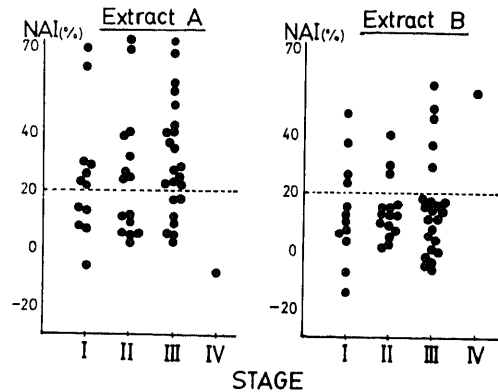 Extract A
NAI(%)
70
40
20
0
-20
I II III IV
Extract B
NAI(%)
70
40
20
0
-20
I II III IV
STAGE